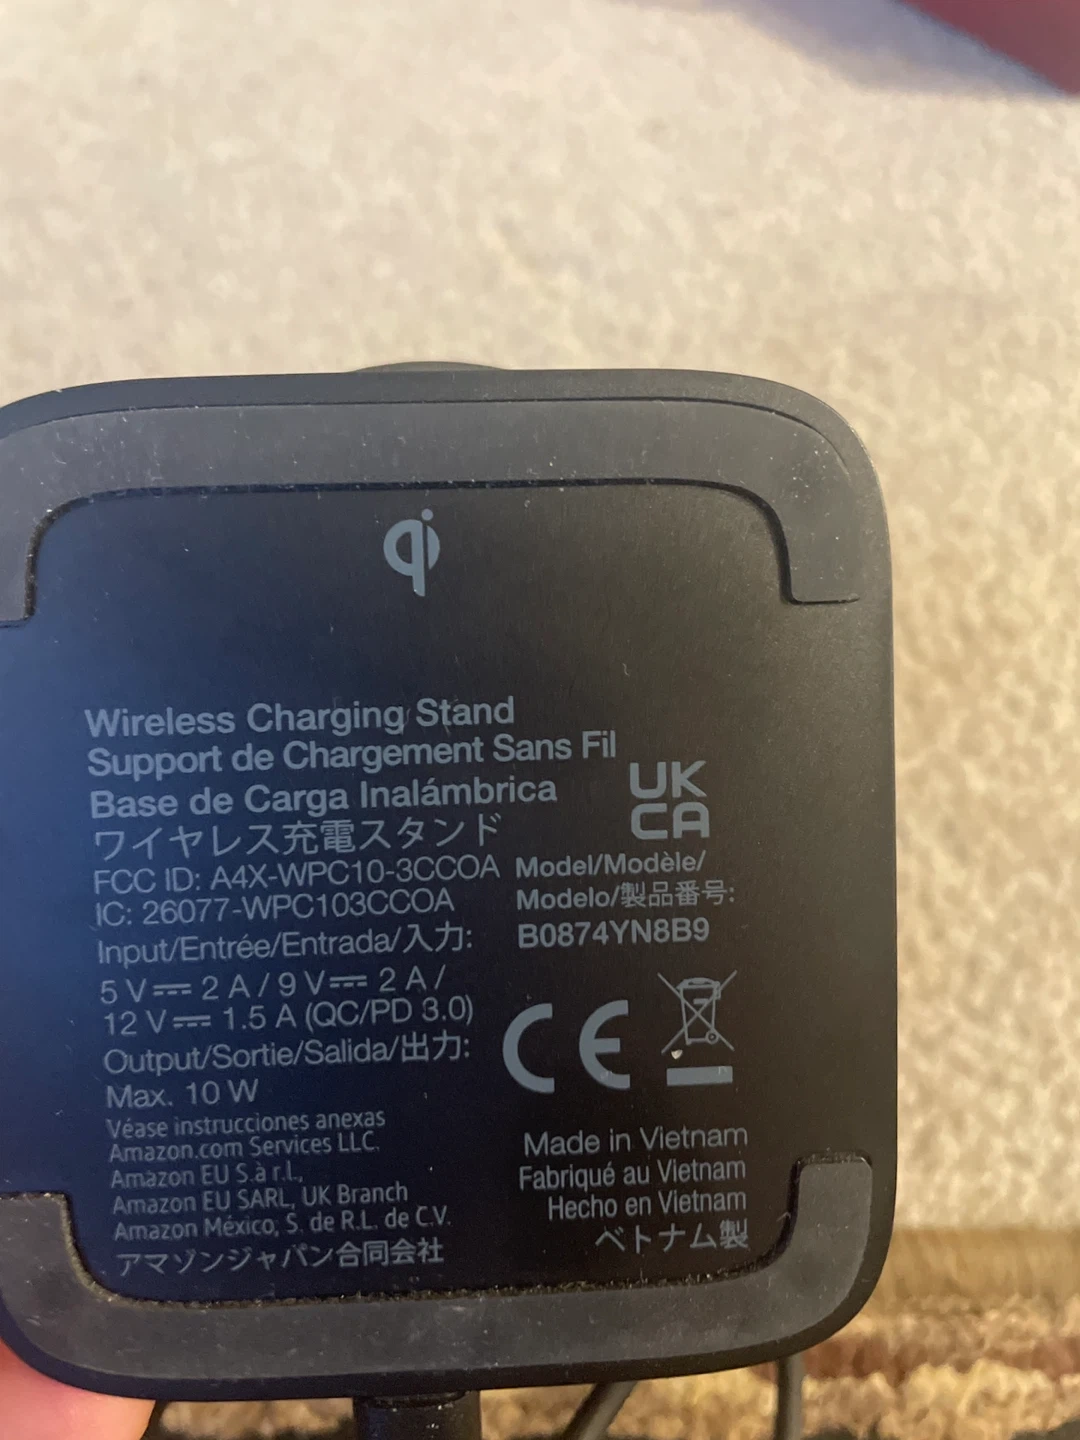 qi
Wireless Charging Stand
Support de Chargement Sans Fil
Base de Carga Inalámbrica
ワイヤレス充電スタンド
FCC ID: A4X-WPC10-3CCOA
IC: 26077-WPC103CCOA
Input/Entrée/Entrada/入力:
5 V⎓ 2 A / 9 V⎓ 2 A /
12 V⎓ 1.5 A (QC/PD 3.0)
Output/Sortie/Salida/出力:
Max. 10 W
Véase instrucciones anexas
Amazon.com Services LLC.
Amazon EU S.à r.l.,
Amazon EU SARL, UK Branch
Amazon México, S. de R.L. de C.V.
アマゾンジャパン合同会社
UK
CA
Model/Modèle/
Modelo/製品番号:
B0874YN8B9
CE
Made in Vietnam
Fabriqué au Vietnam
Hecho en Vietnam
ベトナム製